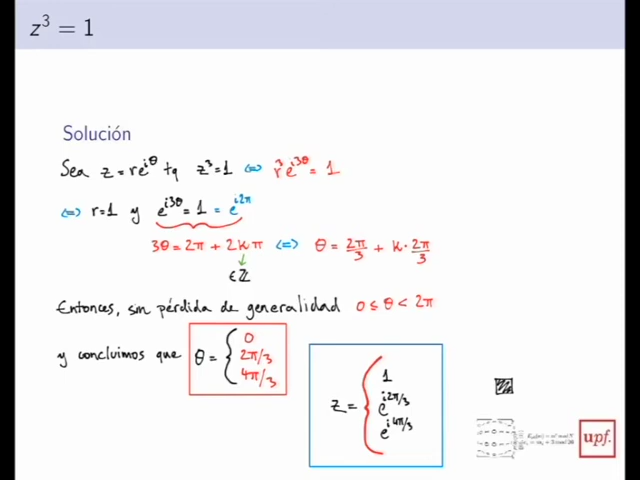 z³ = 1
Solución
Sea z = re^{iθ} tq z³ = 1 ⇔ r³e^{i3θ} = 1
⇔ r=1 y e^{i3θ} = 1 = e^{i2π}
3θ = 2π + 2kπ ⇔ θ = 2π/3 + k·2π/3
∈ℤ
Entonces, sin pérdida de generalidad 0 ≤ θ < 2π
y concluimos que θ = { 0
2π/3
4π/3
z = { 1
e^{i2π/3}
e^{i4π/3}
upf.